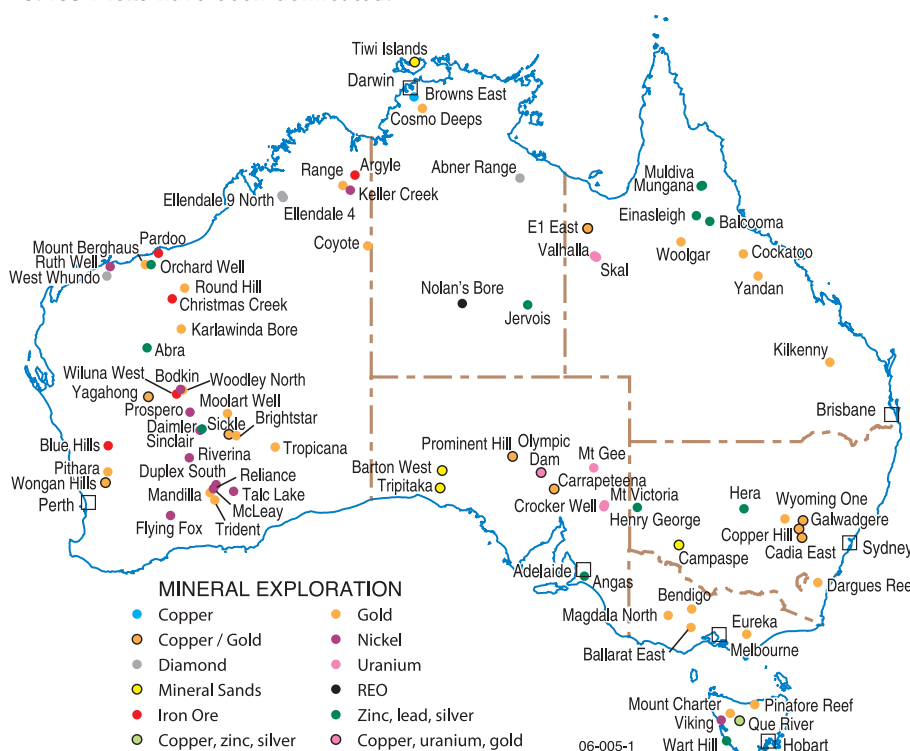 Tiwi Islands
Darwin
Browns East
Cosmo Deeps
Range
Argyle
Keller Creek
Ellendale 9 North
Ellendale 4
Abner Range
Muldiva
Mungana
Einasleigh
Balcooma
E1 East
Valhalla
Skal
Woolgar
Cockatoo
Yandan
Coyote
Pardoo
Mount Berghaus
Ruth Well
West Whundo
Orchard Well
Round Hill
Christmas Creek
Nolan's Bore
Jervois
Karlawinda Bore
Abra
Kilkenny
Wiluna West
Bodkin
Woodley North
Yagahong
Moolart Well
Prospero
Brightstar
Daimler
Sickle
Sinclair
Brisbane
Blue Hills
Riverina
Tropicana
Prominent Hill
Olympic
Dam
Mt Gee
Pithara
Duplex South
Reliance
Barton West
Wongan Hills
Mandilla
Talc Lake
Tripitaka
Carrapeteena
Perth
McLeay
Crocker Well
Mt Victoria
Hera
Wyoming One
Flying Fox
Trident
Henry George
Galwadgere
Copper Hill
Cadia East
Sydney
Campaspe
Adelaide
Angas
Dargues Ree
Bendigo
Magdala North
Eureka
Ballarat East
Melbourne
MINERAL EXPLORATION
Copper
Gold
Copper / Gold
Nickel
Diamond
Uranium
Mineral Sands
REO
Iron Ore
Zinc, lead, silver
Copper, zinc, silver
Copper, uranium, gold
Mount Charter
Pinafore Reef
Viking
Que River
Wart Hill
Hobart
06-005-1